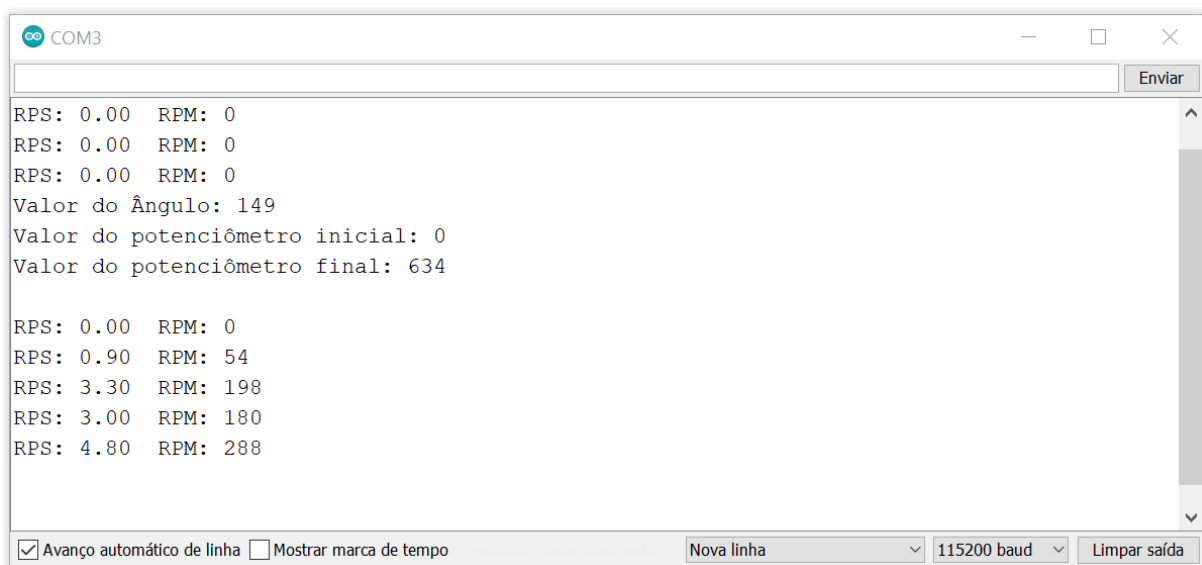 COM3
Enviar
RPS: 0.00  RPM: 0
RPS: 0.00  RPM: 0
RPS: 0.00  RPM: 0
Valor do Ângulo: 149
Valor do potenciômetro inicial: 0
Valor do potenciômetro final: 634
RPS: 0.00  RPM: 0
RPS: 0.90  RPM: 54
RPS: 3.30  RPM: 198
RPS: 3.00  RPM: 180
RPS: 4.80  RPM: 288
Avanço automático de linha Mostrar marca de tempo Nova linha 115200 baud Limpar saída